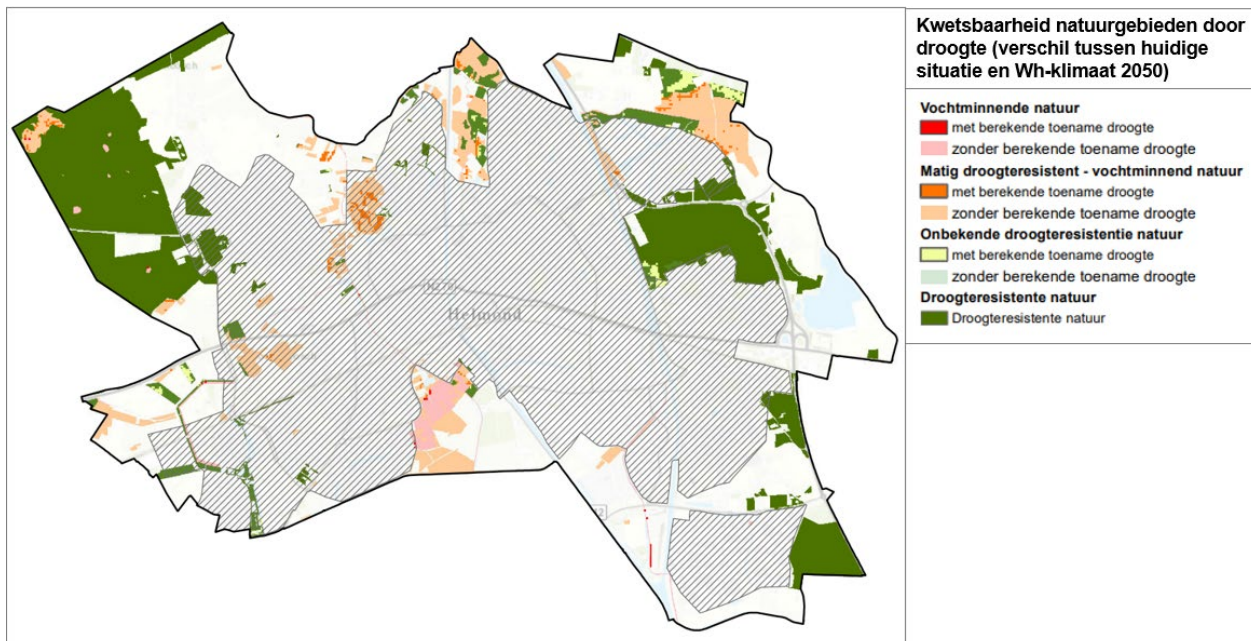 Kwetsbaarheid natuurgebieden door
droogte (verschil tussen huidige
situatie en Wh-klimaat 2050)
Vochtminnende natuur
met berekende toename droogte
zonder berekende toename droogte
Matig droogteresistent - vochtminnend natuur
met berekende toename droogte
zonder berekende toename droogte
Onbekende droogteresistentie natuur
met berekende toename droogte
zonder berekende toename droogte
Droogteresistente natuur
Droogteresistente natuur
N270
Helmond